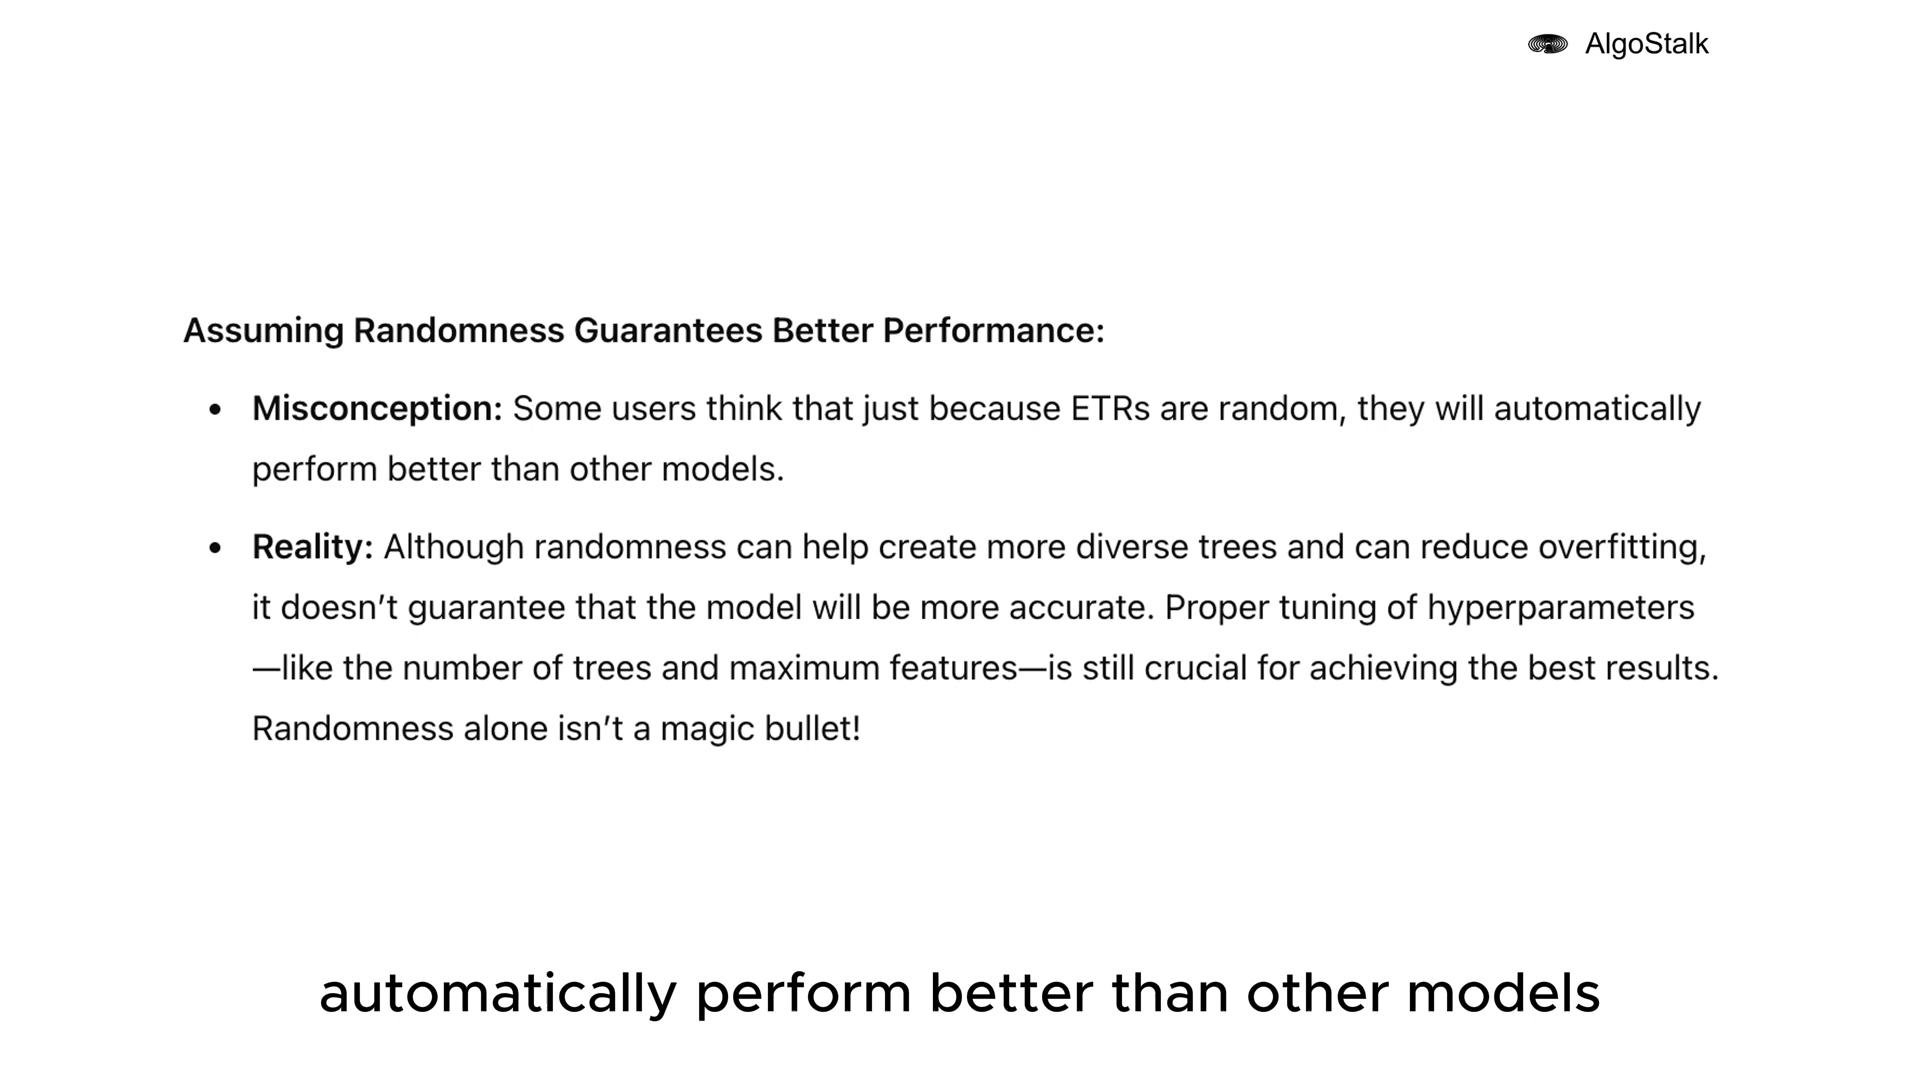 AlgoStalk
Assuming Randomness Guarantees Better Performance:
• Misconception: Some users think that just because ETRs are random, they will automatically
perform better than other models.
• Reality: Although randomness can help create more diverse trees and can reduce overfitting,
it doesn’t guarantee that the model will be more accurate. Proper tuning of hyperparameters
—like the number of trees and maximum features—is still crucial for achieving the best results.
Randomness alone isn’t a magic bullet!
automatically perform better than other models